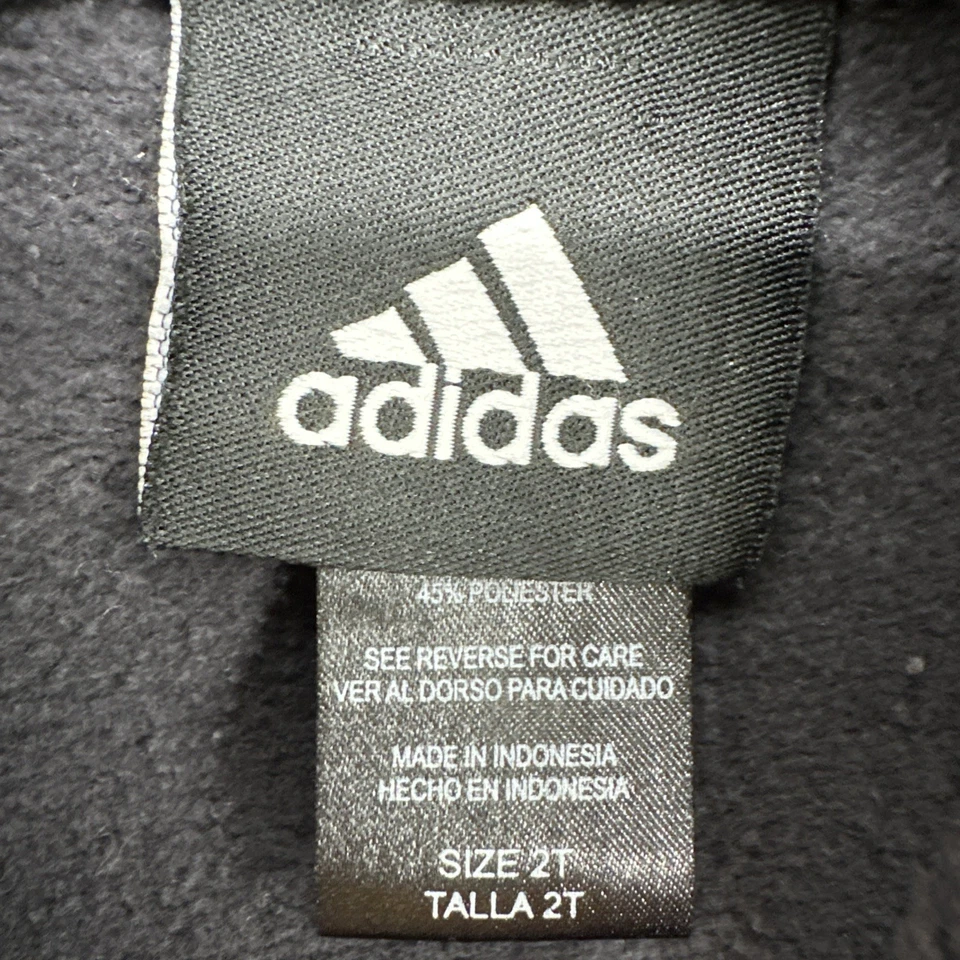 adidas
45% POLIESTER
SEE REVERSE FOR CARE
VER AL DORSO PARA CUIDADO
MADE IN INDONESIA
HECHO EN INDONESIA
SIZE 2T
TALLA 2T